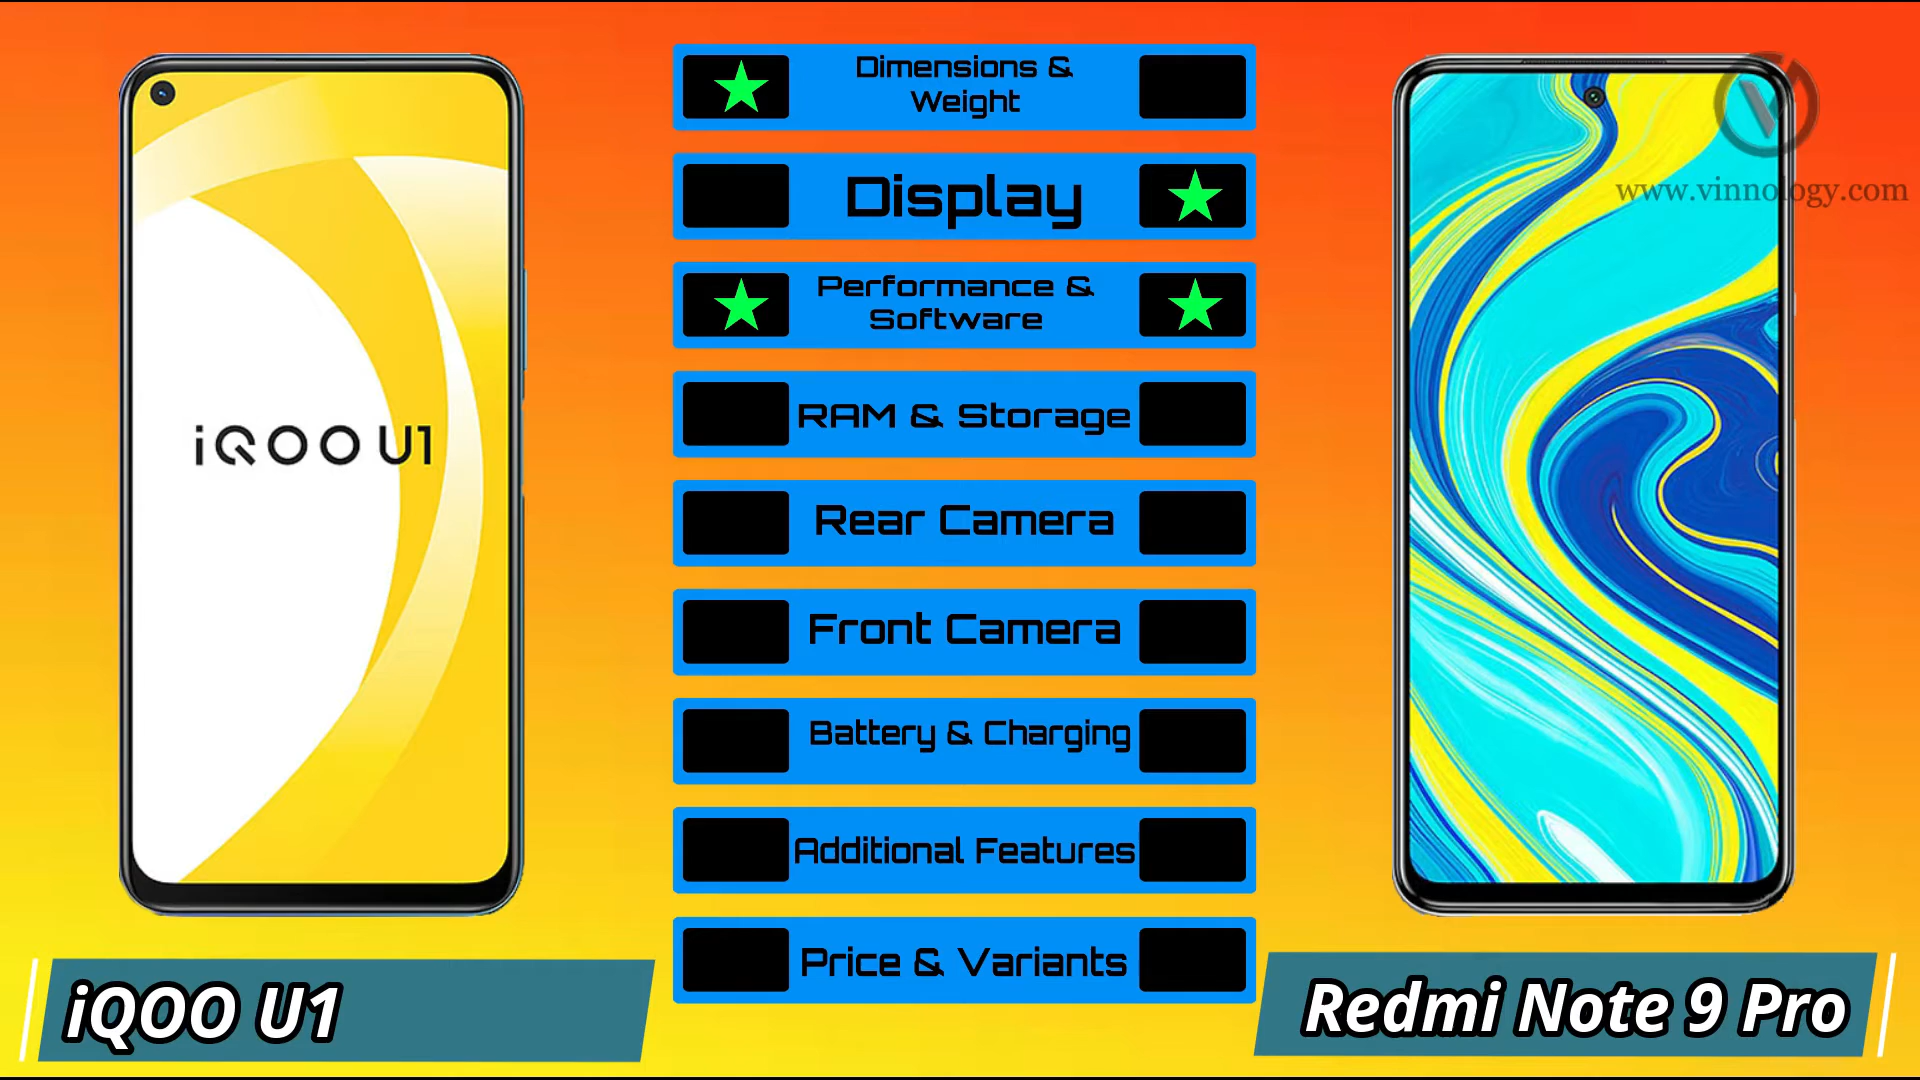 Dimensions &
Weight
Display
Performance &
Software
RAM & Storage
Rear Camera
Front Camera
Battery & Charging
Additional Features
Price & Variants
iQOO U1
www.vinnology.com
iQOO U1
Redmi Note 9 Pro